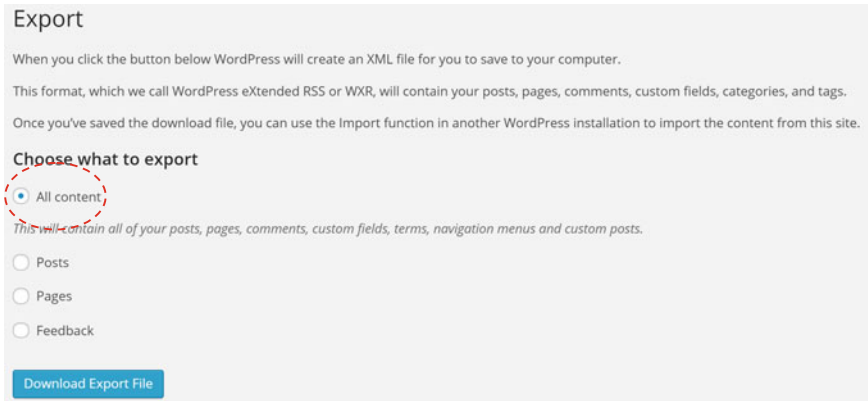 Export
When you click the button below WordPress will create an XML file for you to save to your computer.
This format, which we call WordPress eXtended RSS or WXR, will contain your posts, pages, comments, custom fields, categories, and tags.
Once you've saved the download file, you can use the Import function in another WordPress installation to import the content from this site.
Choose what to export
All content
This will contain all of your posts, pages, comments, custom fields, terms, navigation menus and custom posts.
Posts
Pages
Feedback
Download Export File